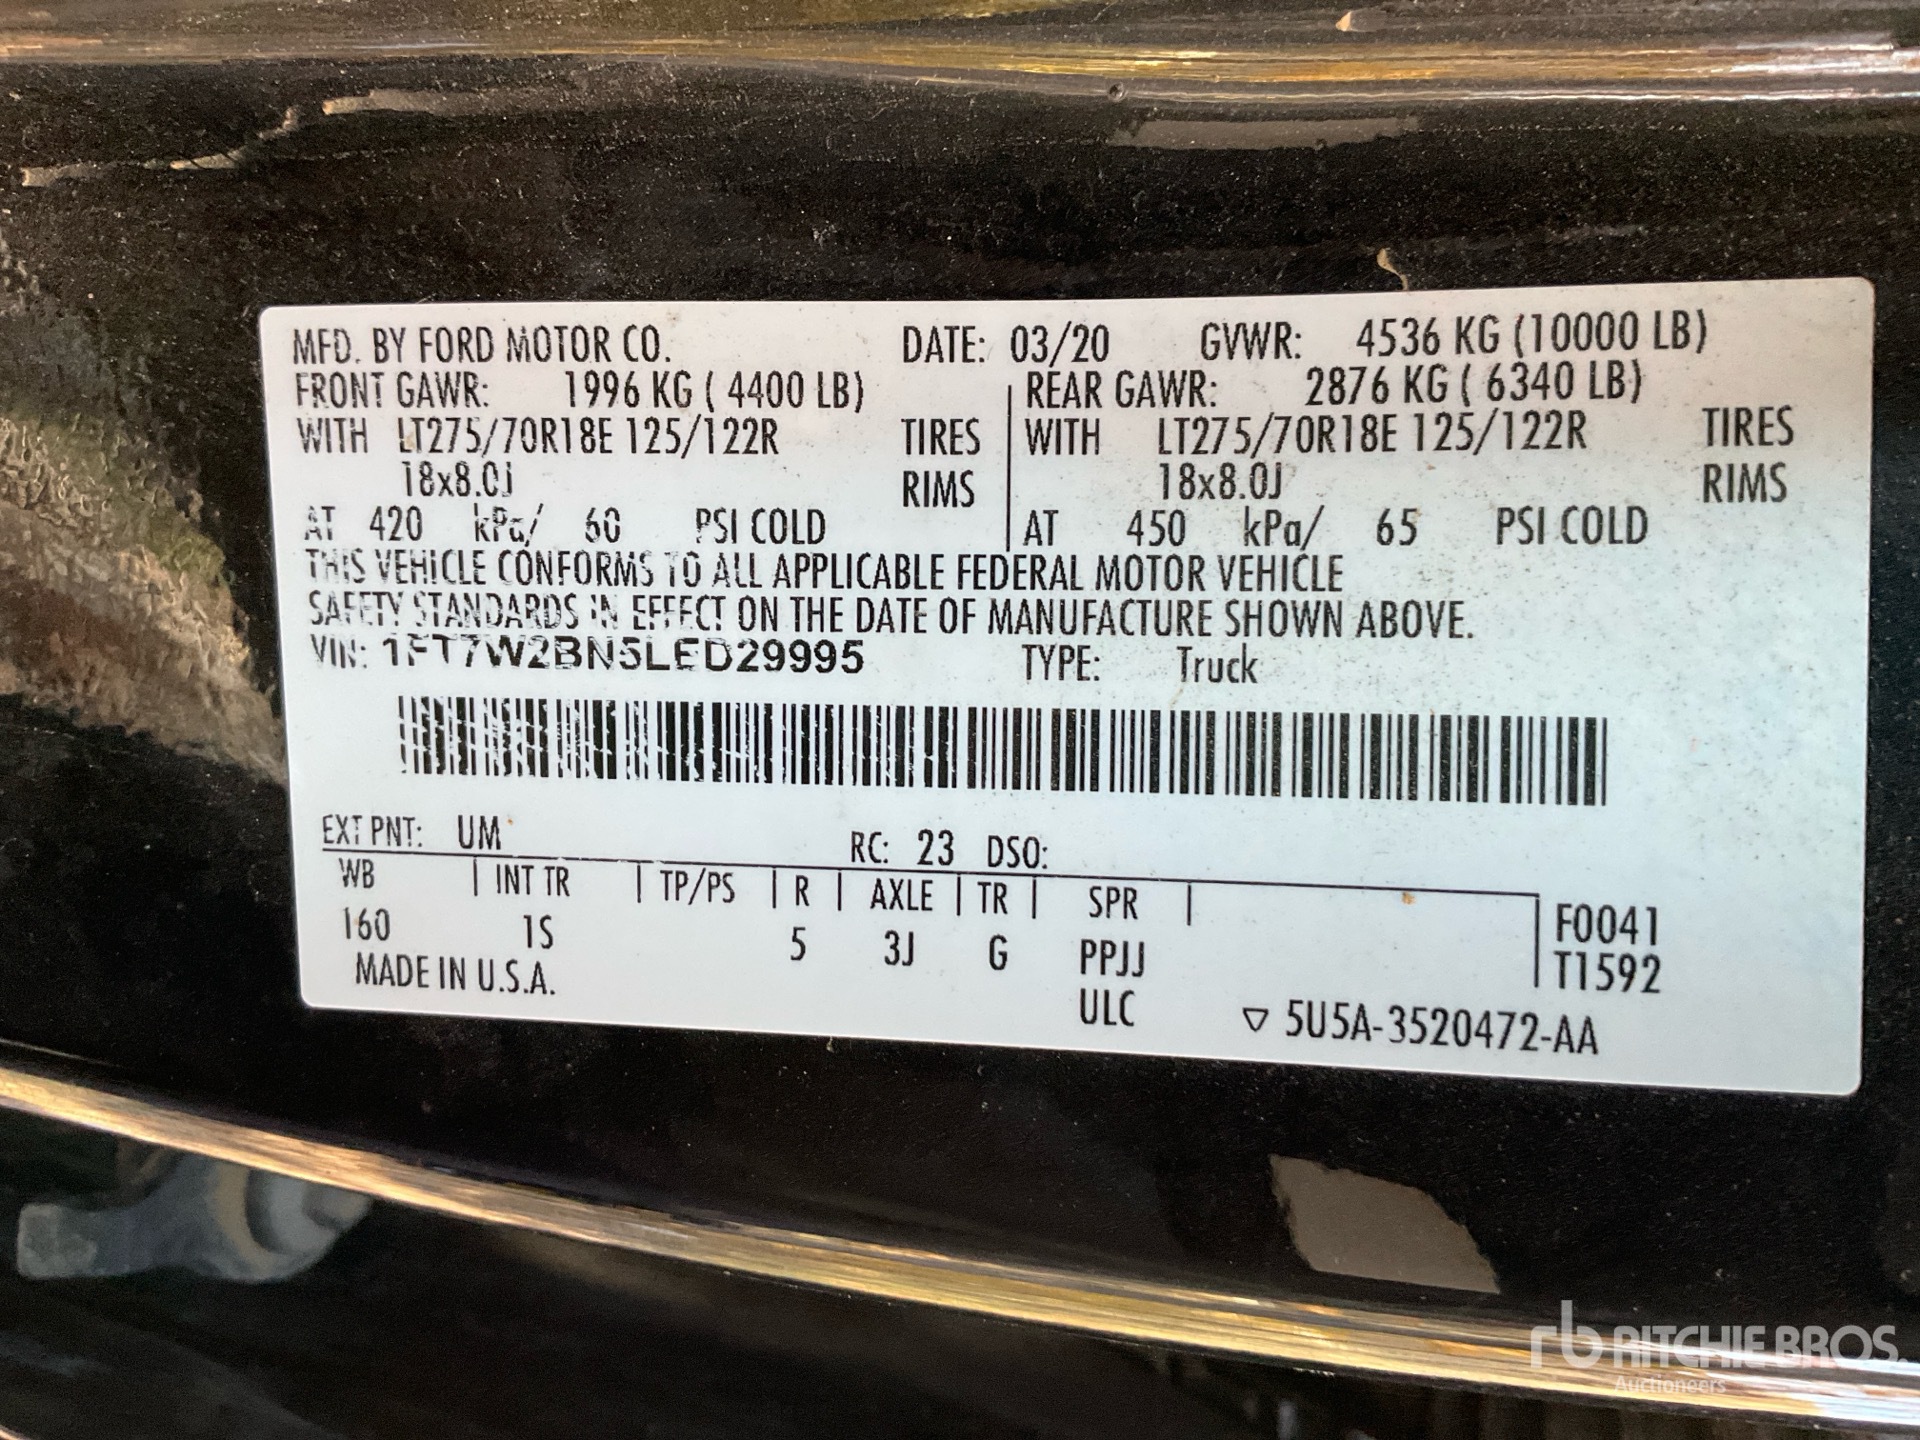 MFD. BY FORD MOTOR CO. DATE: 03/20 GVWR: 4536 KG (10000 LB)
FRONT GAWR: 1996 KG ( 4400 LB) REAR GAWR: 2876 KG ( 6340 LB)
WITH LT275/70R18E 125/122R TIRES WITH LT275/70R18E 125/122R TIRES
18x8.0J RIMS 18x8.0J RIMS
AT 420 kPa/ 60 PSI COLD AT 450 kPa/ 65 PSI COLD
THIS VEHICLE CONFORMS TO ALL APPLICABLE FEDERAL MOTOR VEHICLE
SAFETY STANDARDS IN EFFECT ON THE DATE OF MANUFACTURE SHOWN ABOVE.
VIN: 1FT7W2BN5LED29995 TYPE: Truck
EXT PNT: UM RC: 23 DSO:
WB INT TR TP/PS R AXLE TR SPR F0041
160 1S 5 3J G PPJJ T1592
MADE IN U.S.A. ULC ▽ 5U5A-3520472-AA
rb RITCHIE BROS.
Auctioneers